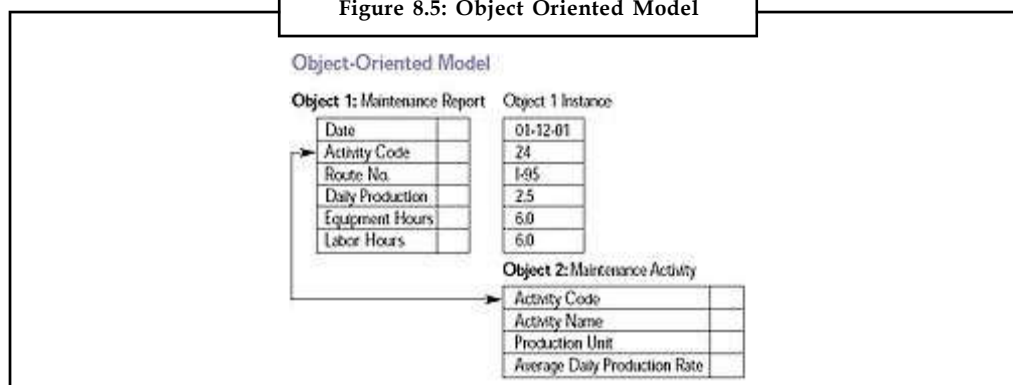 Figure 8.5: Object Oriented Model
Object-Oriented Model
Object 1: Maintenance Report Object 1 Instance
Date 01-12-01
Activity Code 24
Route No. I-95
Daily Production 2.5
Equipment Hours 6.0
Labor Hours 6.0
Object 2: Maintenance Activity
Activity Code
Activity Name
Production Unit
Average Daily Production Rate